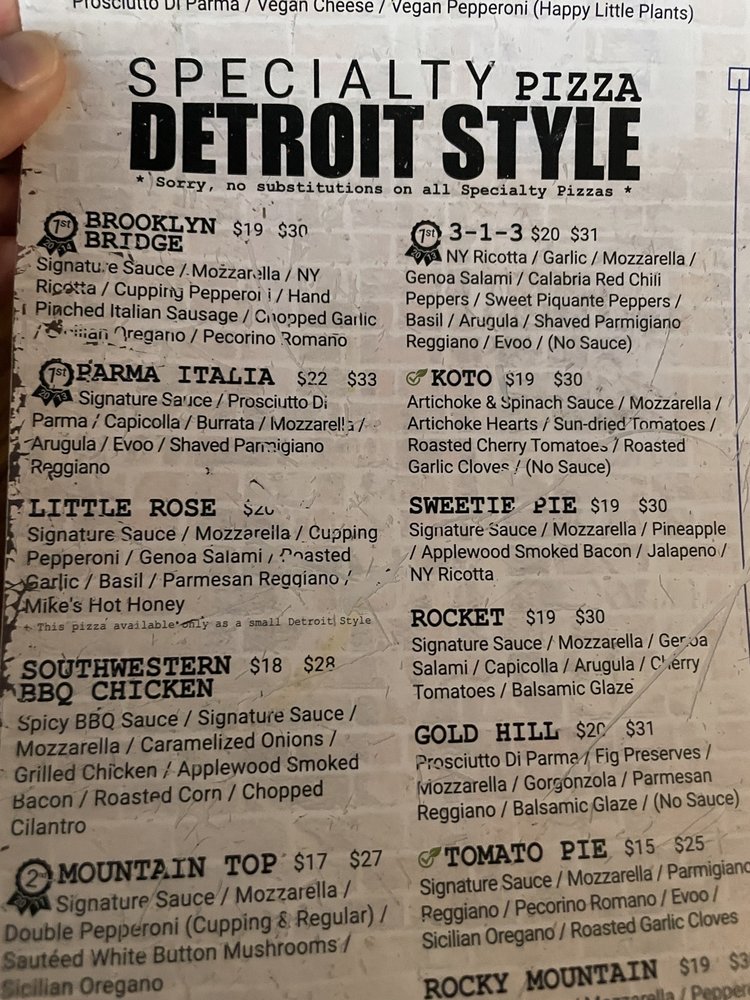 Prosciutto Di Parma / Vegan Cheese / Vegan Pepperoni (Happy Little Plants)
SPECIALTY PIZZA
DETROIT STYLE
* Sorry, no substitutions on all Specialty Pizzas *
1st BROOKLYN BRIDGE $19 $30
Signature Sauce / Mozzarella / NY
Ricotta / Cupping Pepperoni / Hand
Pinched Italian Sausage / Chopped Garlic
/ Sicilian Oregano / Pecorino Romano
1st PARMA ITALIA $22 $33
Signature Sauce / Prosciutto Di
Parma / Capicolla / Burrata / Mozzarella /
Arugula / Evoo / Shaved Parmigiano
Reggiano
LITTLE ROSE
Signature Sauce / Mozzarella / Cupping
Pepperoni / Genoa Salami / Roasted
Garlic / Basil / Parmesan Reggiano /
Mike's Hot Honey
* This pizza available only as a small Detroit Style
SOUTHWESTERN $18 $28
BBQ CHICKEN
Spicy BBQ Sauce / Signature Sauce /
Mozzarella / Caramelized Onions /
Grilled Chicken / Applewood Smoked
Bacon / Roasted Corn / Chopped
Cilantro
2 MOUNTAIN TOP $17 $27
Signature Sauce / Mozzarella /
Double Pepperoni (Cupping & Regular) /
Sautéed White Button Mushrooms /
Sicilian Oregano
1st 3-1-3 $20 $31
NY Ricotta / Garlic / Mozzarella /
Genoa Salami / Calabria Red Chili
Peppers / Sweet Piquante Peppers /
Basil / Arugula / Shaved Parmigiano
Reggiano / Evoo / (No Sauce)
KOTO $19 $30
Artichoke & Spinach Sauce / Mozzarella /
Artichoke Hearts / Sun-dried Tomatoes /
Roasted Cherry Tomatoes / Roasted
Garlic Cloves / (No Sauce)
SWEETIE PIE $19 $30
Signature Sauce / Mozzarella / Pineapple
/ Applewood Smoked Bacon / Jalapeno /
NY Ricotta
ROCKET $19 $30
Signature Sauce / Mozzarella / Genoa
Salami / Capicolla / Arugula / Cherry
Tomatoes / Balsamic Glaze
GOLD HILL $20 $31
Prosciutto Di Parma / Fig Preserves /
Mozzarella / Gorgonzola / Parmesan
Reggiano / Balsamic Glaze / (No Sauce)
TOMATO PIE $15 $25
Signature Sauce / Mozzarella / Parmigiano
Reggiano / Pecorino Romano / Evoo /
Sicilian Oregano / Roasted Garlic Cloves
ROCKY MOUNTAIN $19